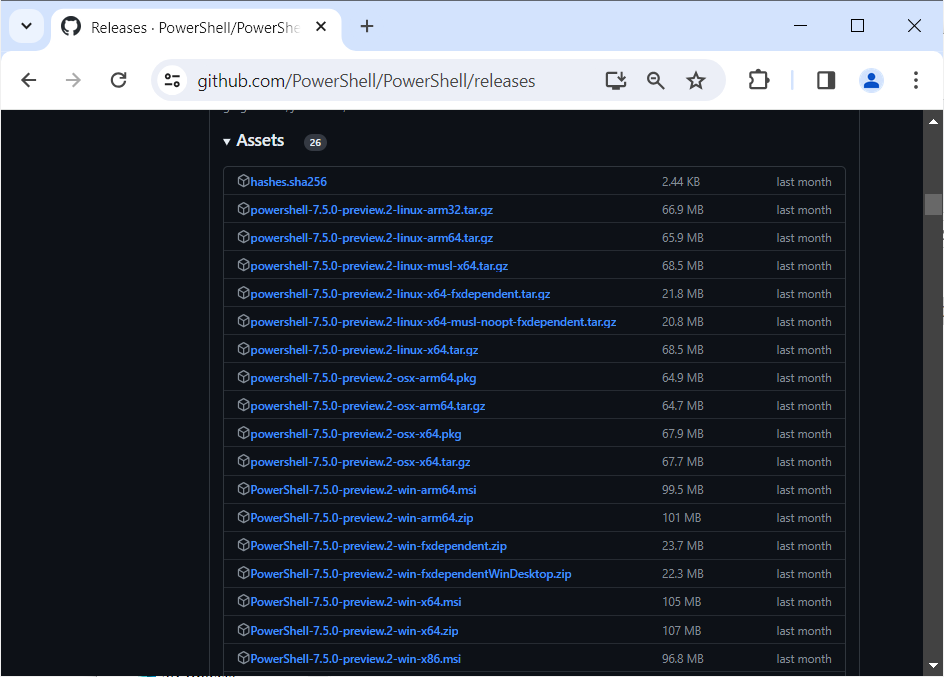 Releases · PowerShell/PowerShe
github.com/PowerShell/PowerShell/releases
Assets 26
hashes.sha256 2.44 KB last month
powershell-7.5.0-preview.2-linux-arm32.tar.gz 66.9 MB last month
powershell-7.5.0-preview.2-linux-arm64.tar.gz 65.9 MB last month
powershell-7.5.0-preview.2-linux-musl-x64.tar.gz 68.5 MB last month
powershell-7.5.0-preview.2-linux-x64-fxdependent.tar.gz 21.8 MB last month
powershell-7.5.0-preview.2-linux-x64-musl-noopt-fxdependent.tar.gz 20.8 MB last month
powershell-7.5.0-preview.2-linux-x64.tar.gz 68.5 MB last month
powershell-7.5.0-preview.2-osx-arm64.pkg 64.9 MB last month
powershell-7.5.0-preview.2-osx-arm64.tar.gz 64.7 MB last month
powershell-7.5.0-preview.2-osx-x64.pkg 67.9 MB last month
powershell-7.5.0-preview.2-osx-x64.tar.gz 67.7 MB last month
PowerShell-7.5.0-preview.2-win-arm64.msi 99.5 MB last month
PowerShell-7.5.0-preview.2-win-arm64.zip 101 MB last month
PowerShell-7.5.0-preview.2-win-fxdependent.zip 23.7 MB last month
PowerShell-7.5.0-preview.2-win-fxdependentWinDesktop.zip 22.3 MB last month
PowerShell-7.5.0-preview.2-win-x64.msi 105 MB last month
PowerShell-7.5.0-preview.2-win-x64.zip 107 MB last month
PowerShell-7.5.0-preview.2-win-x86.msi 96.8 MB last month